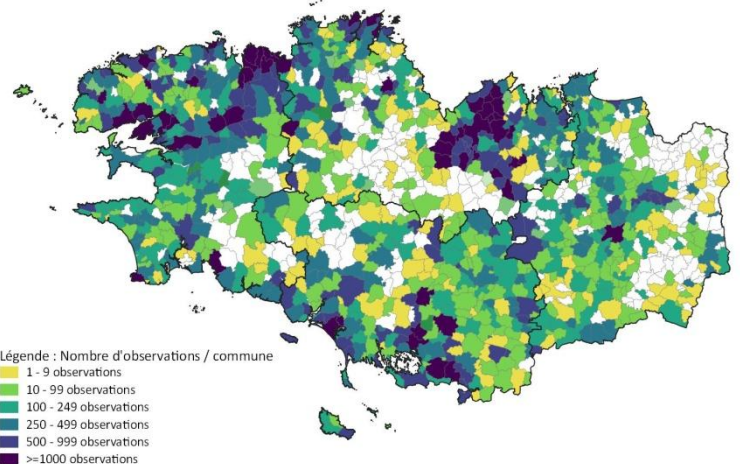 Légende : Nombre d'observations / commune
1 - 9 observations
10 - 99 observations
100 - 249 observations
250 - 499 observations
500 - 999 observations
>=1000 observations